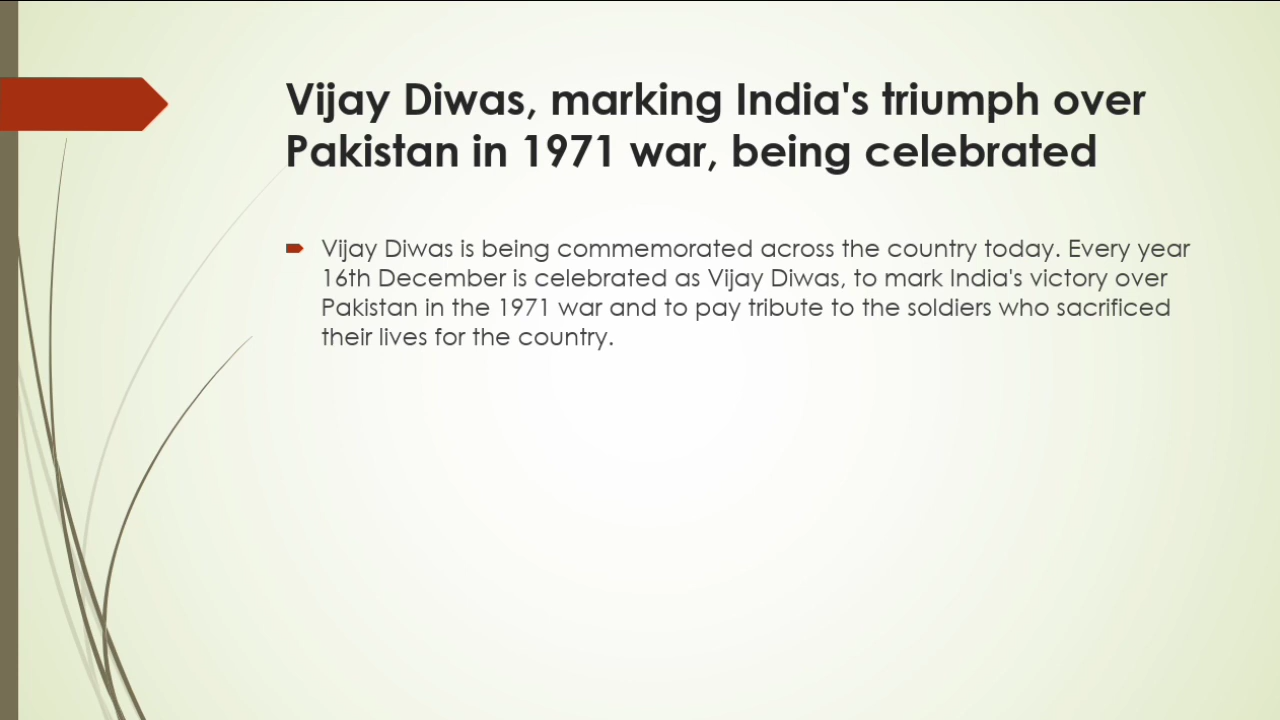 Vijay Diwas, marking India's triumph over
Pakistan in 1971 war, being celebrated
Vijay Diwas is being commemorated across the country today. Every year
16th December is celebrated as Vijay Diwas, to mark India's victory over
Pakistan in the 1971 war and to pay tribute to the soldiers who sacrificed
their lives for the country.